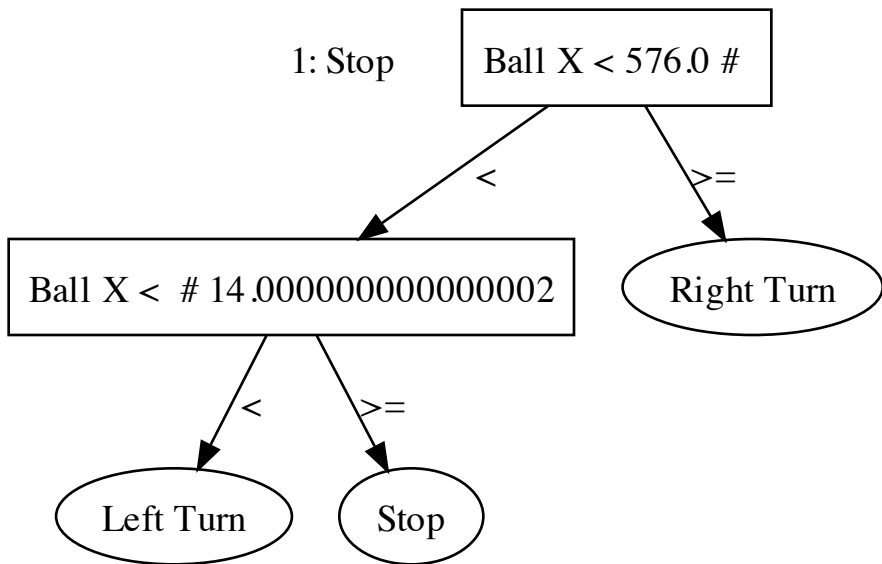 1: Stop
Ball X < 576.0 #
<
>=
Ball X <  # 14.000000000000002
Right Turn
<
>=
Left Turn
Stop